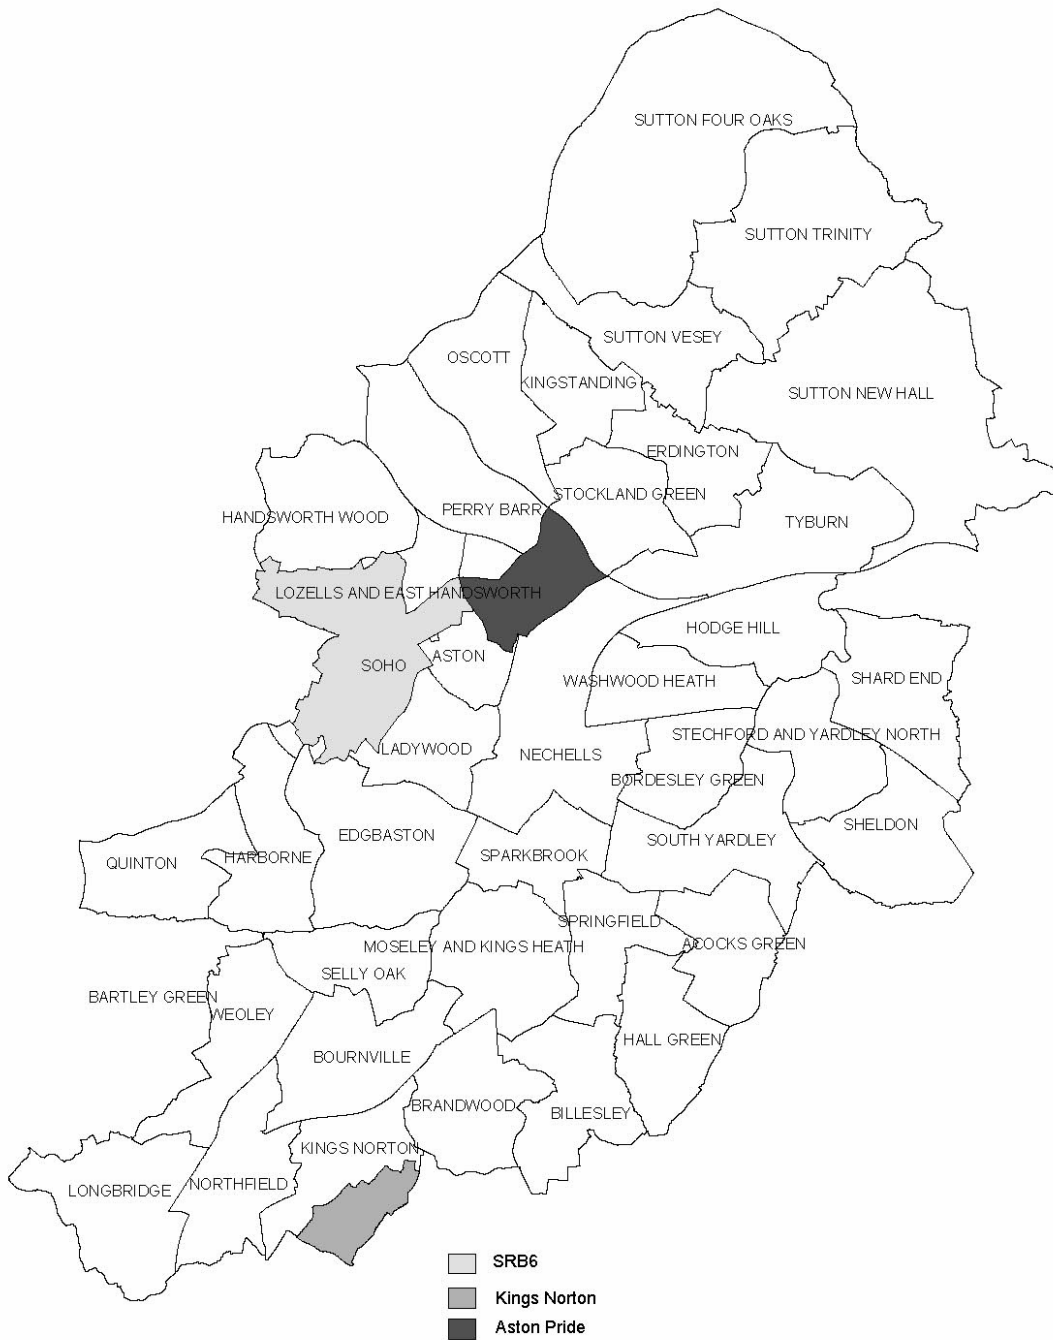 SUTTON FOUR OAKS
SUTTON TRINITY
SUTTON VESEY
OSCOTT
KINGSTANDING
SUTTON NEW HALL
ERDINGTON
STOCKLAND GREEN
PERRY BARR
HANDSWORTH WOOD
TYBURN
LOZELLS AND EAST HANDSWORTH
HODGE HILL
ASTON
SOHO
WASHWOOD HEATH
SHARD END
STECHFORD AND YARDLEY NORTH
LADYWOOD
NECHELLS
BORDESLEY GREEN
SHELDON
EDGBASTON
SOUTH YARDLEY
QUINTON
HARBORNE
SPARKBROOK
SPRINGFIELD
MOSELEY AND KINGS HEATH
ACOCKS GREEN
SELLY OAK
BARTLEY GREEN
WEOLEY
HALL GREEN
BOURNVILLE
BRANDWOOD
BILLESLEY
KINGS NORTON
NORTHFIELD
LONGBRIDGE
SRB6
Kings Norton
Aston Pride